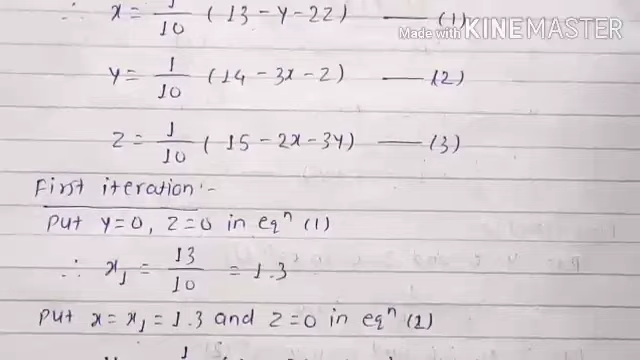 Made with KINEMASTER
∴ x = 1/10 (13 - y - 2z) —— (1)
y = 1/10 (14 - 3x - z) —— (2)
z = 1/10 (15 - 2x - 3y) —— (3)
First iteration:-
Put y=0, z=0 in eqⁿ (1)
∴ x₁ = 13/10 = 1.3
Put x = x₁ = 1.3 and z=0 in eqⁿ (2)